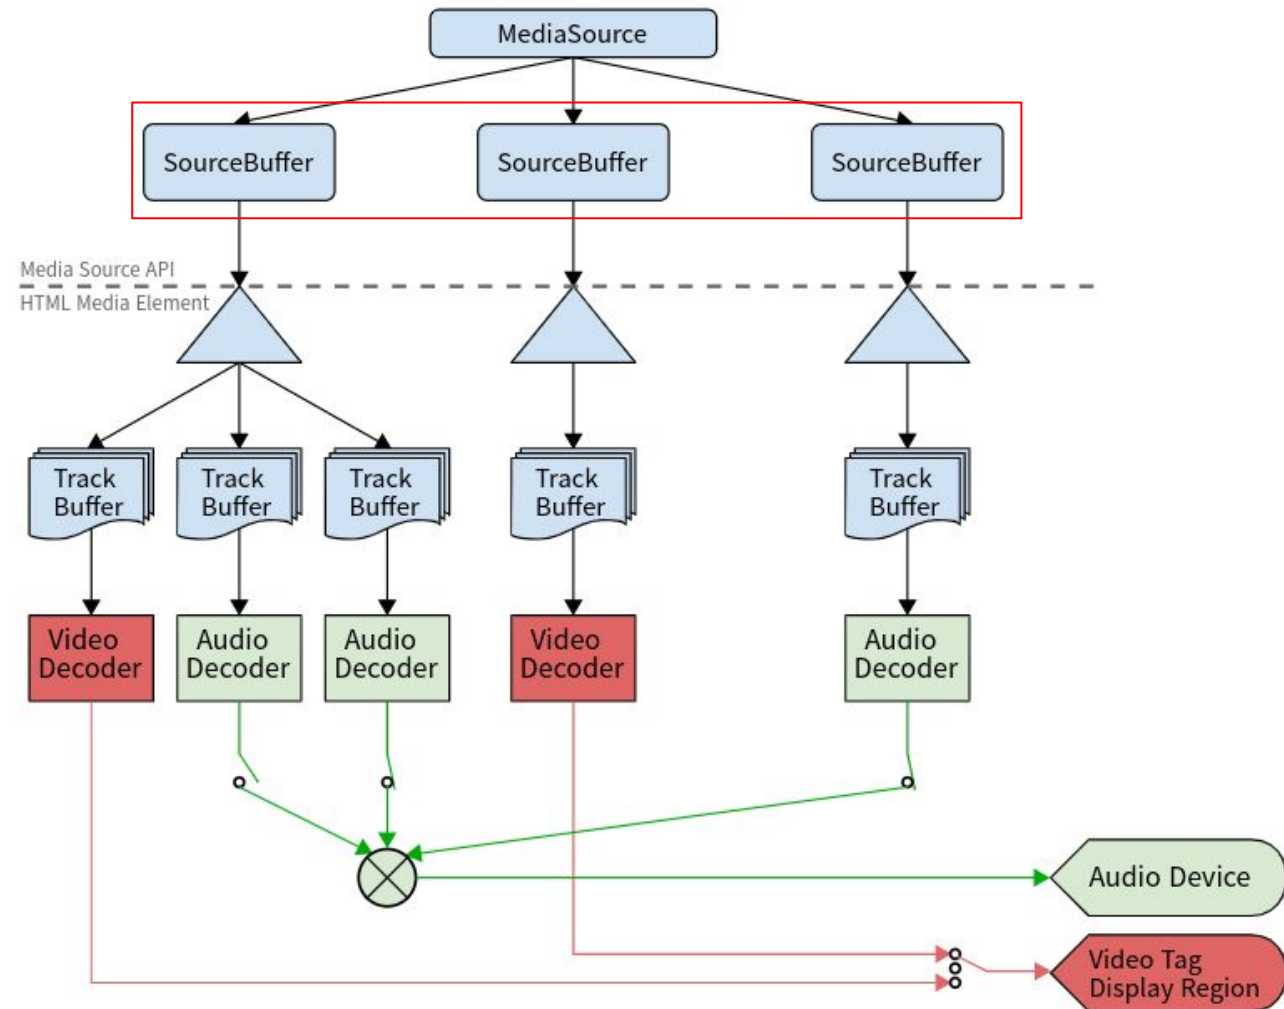 MediaSource
SourceBuffer
SourceBuffer
SourceBuffer
Media Source API
HTML Media Element
Track
Buffer
Track
Buffer
Track
Buffer
Track
Buffer
Track
Buffer
Video
Decoder
Audio
Decoder
Audio
Decoder
Video
Decoder
Audio
Decoder
Audio Device
Video Tag
Display Region